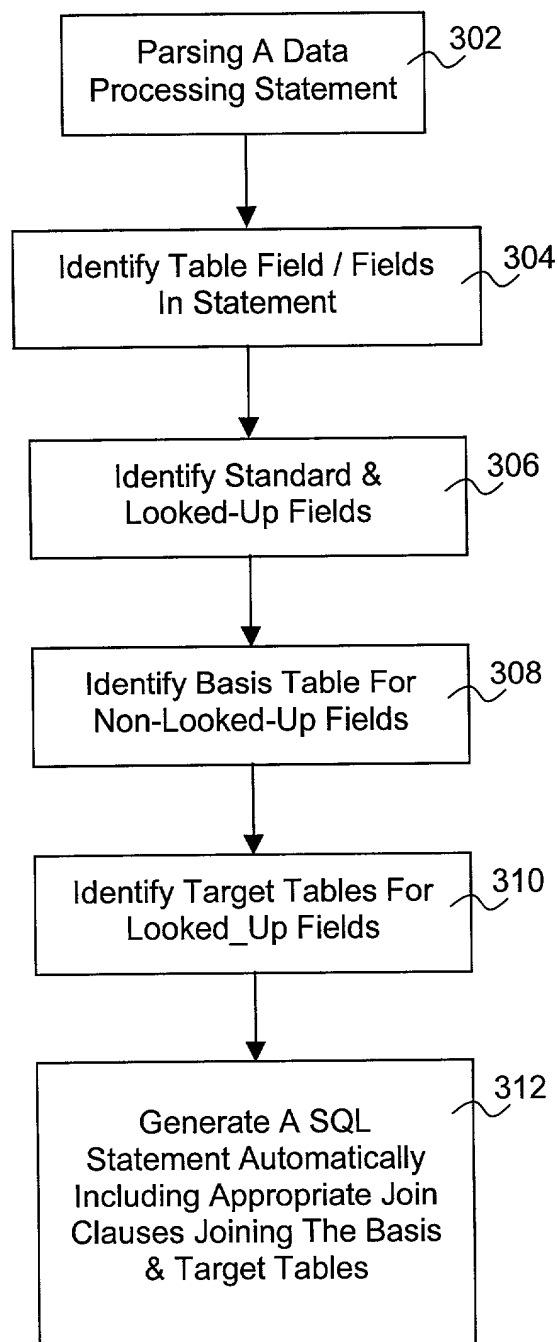 Parsing A Data
Processing Statement
302
Identify Table Field / Fields
In Statement
304
Identify Standard &
Looked-Up Fields
306
Identify Basis Table For
Non-Looked-Up Fields
308
Identify Target Tables For
Looked_Up Fields
310
Generate A SQL
Statement Automatically
Including Appropriate Join
Clauses Joining The Basis
& Target Tables
312